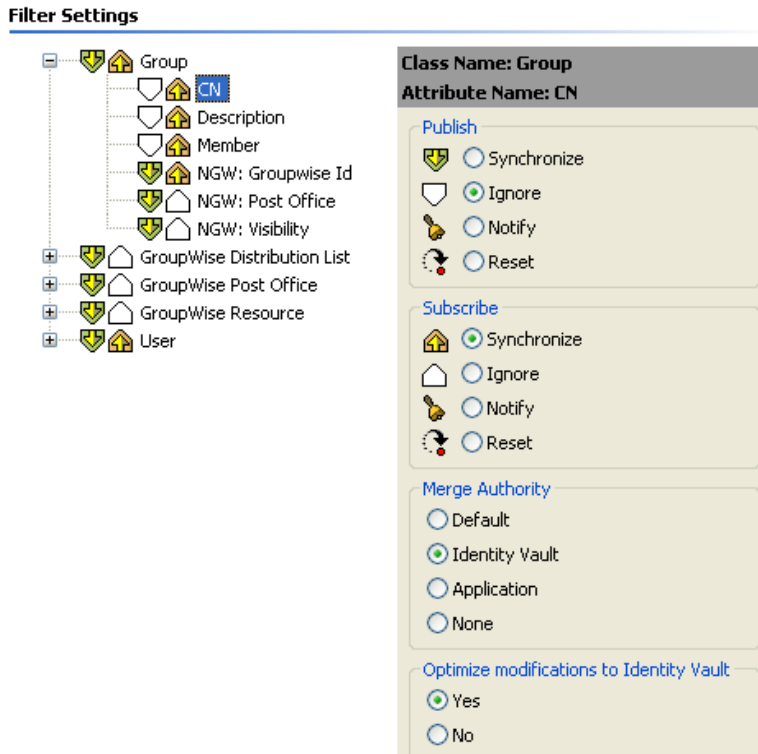 Filter Settings
Group
CN
Description
Member
NGW: Groupwise Id
NGW: Post Office
NGW: Visibility
GroupWise Distribution List
GroupWise Post Office
GroupWise Resource
User
Class Name: Group
Attribute Name: CN
Publish
Synchronize
Ignore
Notify
Reset
Subscribe
Synchronize
Ignore
Notify
Reset
Merge Authority
Default
Identity Vault
Application
None
Optimize modifications to Identity Vault
Yes
No